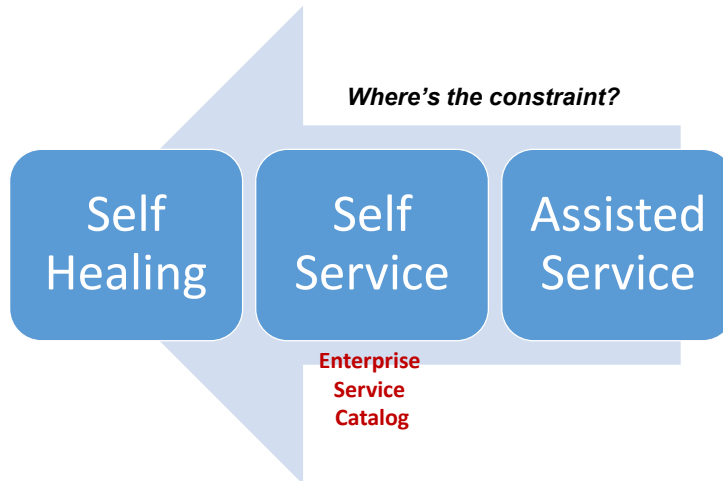 Where's the constraint?
Self
Healing
Self
Service
Assisted
Service
Enterprise
Service
Catalog